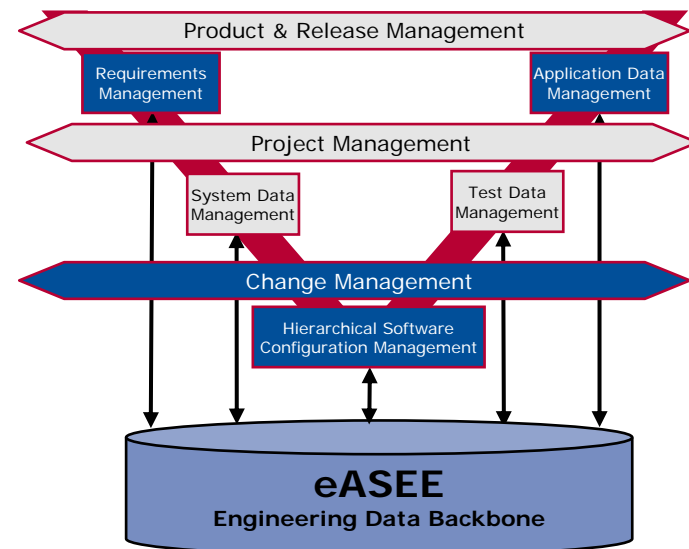 Product & Release Management
Requirements
Management
Application Data
Management
Project Management
System Data
Management
Test Data
Management
Change Management
Hierarchical Software
Configuration Management
eASEE
Engineering Data Backbone